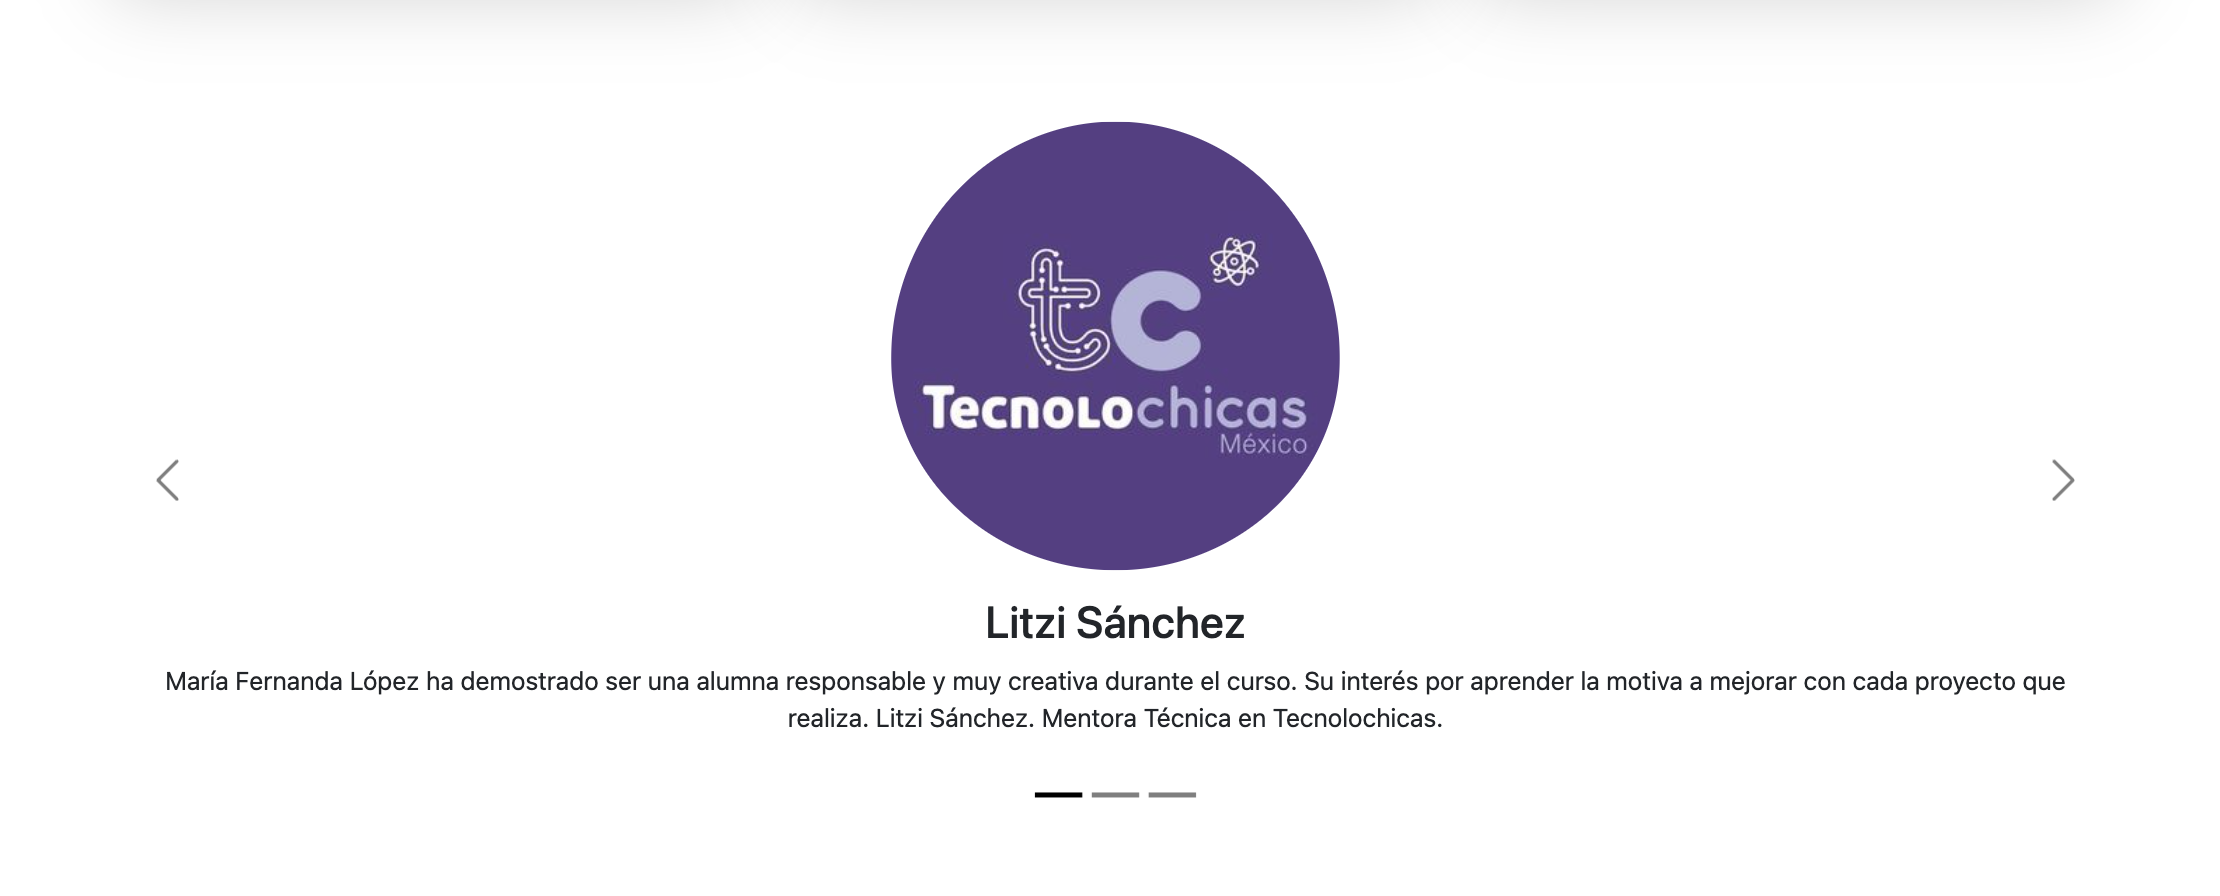 tc
Tecnolochicas
México
Litzi Sánchez
María Fernanda López ha demostrado ser una alumna responsable y muy creativa durante el curso. Su interés por aprender la motiva a mejorar con cada proyecto que
realiza. Litzi Sánchez. Mentora Técnica en Tecnolochicas.